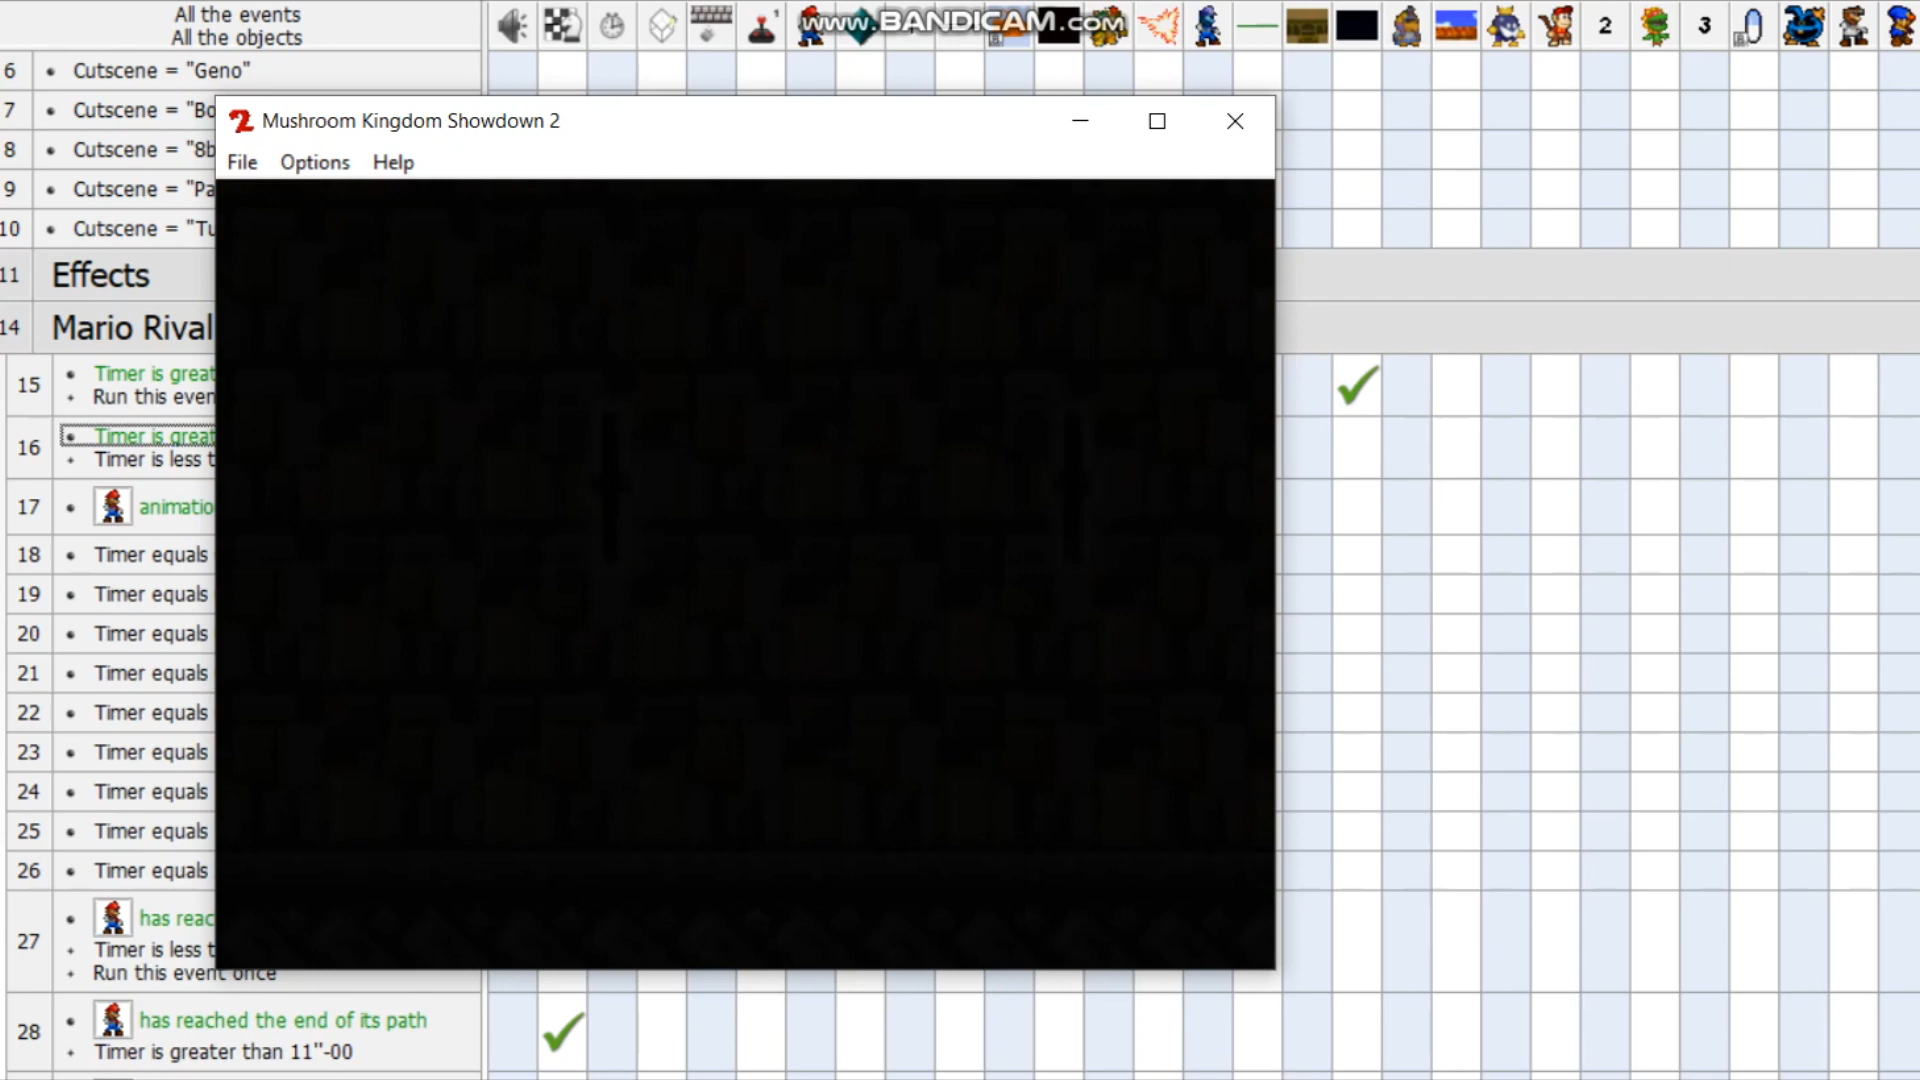 All the events
All the objects
www.BANDICAM.com
1
2
3
6 Cutscene = "Geno"
7 Cutscene = "Bo
8 Cutscene = "8b
9 Cutscene = "Pa
10 Cutscene = "Tu
11 Effects
14 Mario Rival
15 Timer is great
Run this even
16 Timer is great
Timer is less t
17 animatio
18 Timer equals
19 Timer equals
20 Timer equals
21 Timer equals
22 Timer equals
23 Timer equals
24 Timer equals
25 Timer equals
26 Timer equals
27 has reac
Timer is less t
Run this event once
28 has reached the end of its path
Timer is greater than 11"-00
Mushroom Kingdom Showdown 2
File Options Help